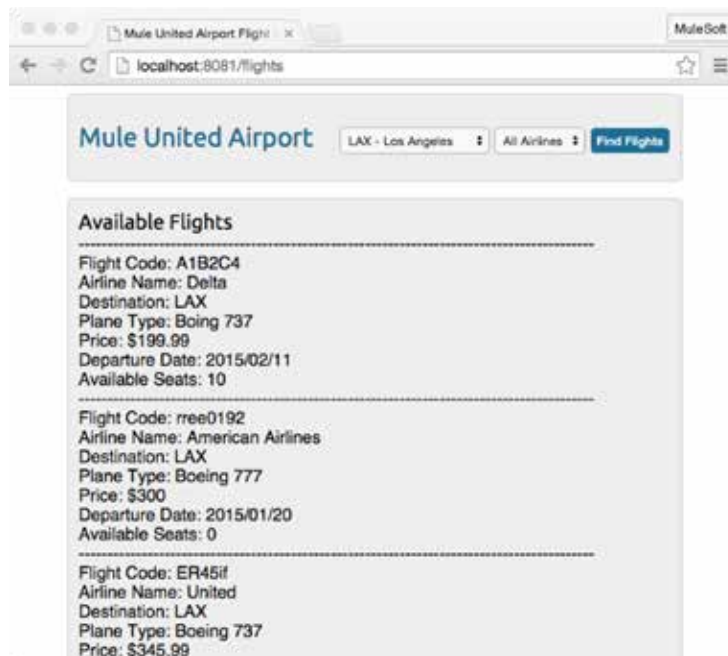 Mule United Airport Flight
MuleSoft
localhost:8081/flights
Mule United Airport
LAX - Los Angeles
All Airlines
Find Flights
Available Flights
Flight Code: A1B2C4
Airline Name: Delta
Destination: LAX
Plane Type: Boing 737
Price: $199.99
Departure Date: 2015/02/11
Available Seats: 10
Flight Code: rree0192
Airline Name: American Airlines
Destination: LAX
Plane Type: Boeing 777
Price: $300
Departure Date: 2015/01/20
Available Seats: 0
Flight Code: ER45if
Airline Name: United
Destination: LAX
Plane Type: Boeing 737
Price: $345.99